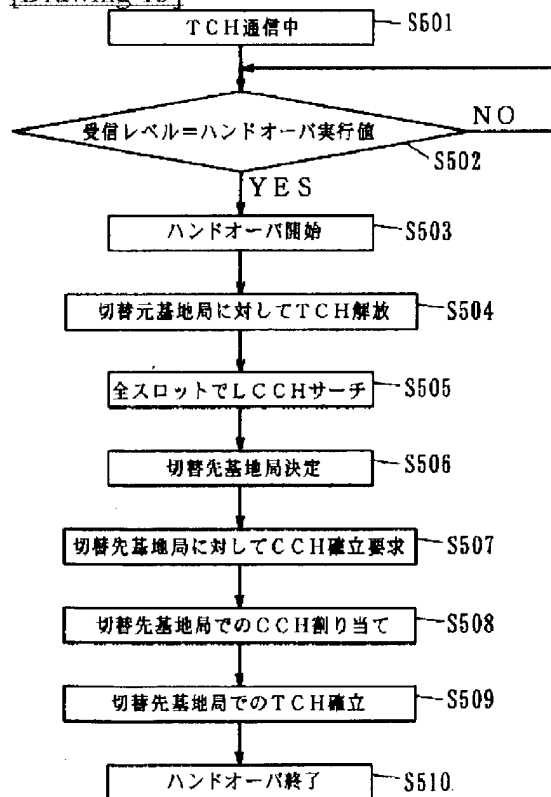 TCH通信中 S501
受信レベル＝ハンドオーバ実行値 NO
S502
YES
ハンドオーバ開始 S503
切替元基地局に対してTCH解放 S504
全スロットでLCCHサーチ S505
切替先基地局決定 S506
切替先基地局に対してCCH確立要求 S507
切替先基地局でのCCH割り当て S508
切替先基地局でのTCH確立 S509
ハンドオーバ終了 S510